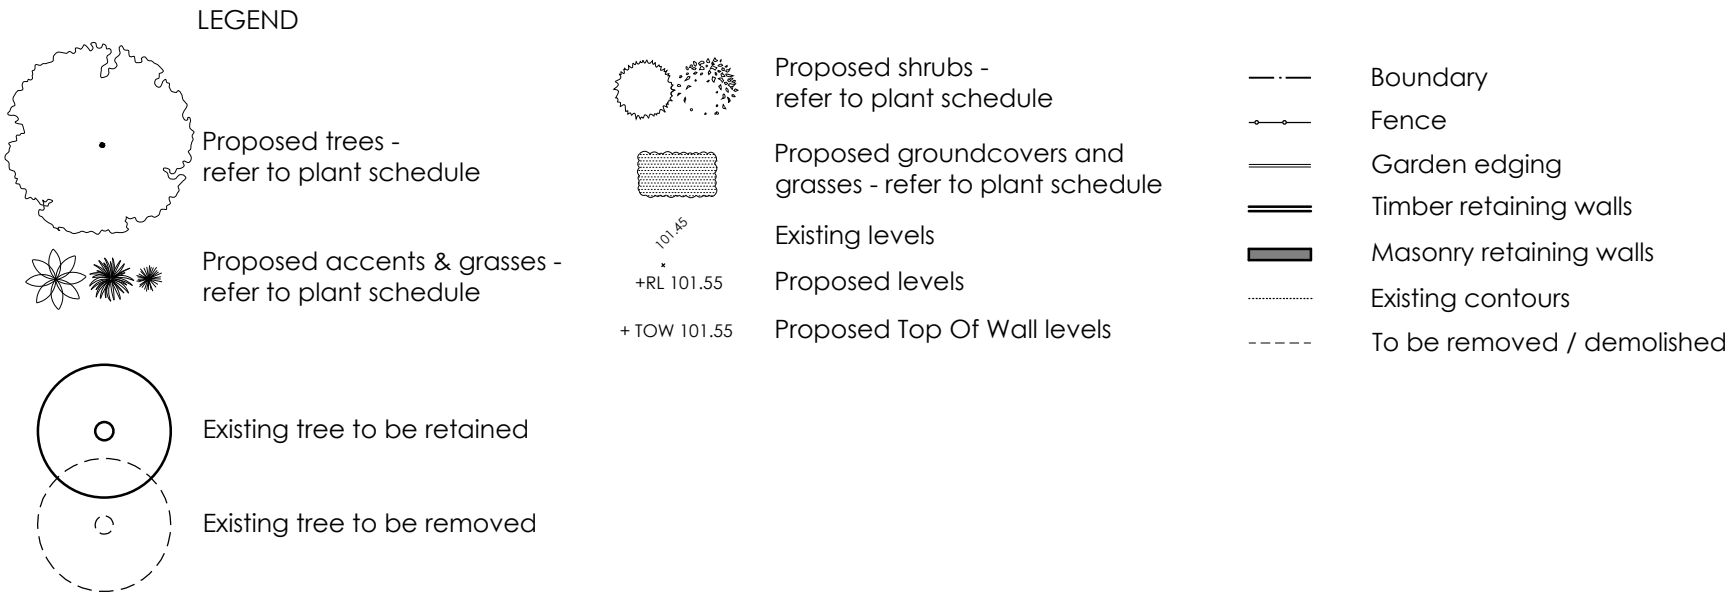 LEGEND
Proposed trees -
refer to plant schedule
Proposed accents & grasses -
refer to plant schedule
Existing tree to be retained
Existing tree to be removed
Proposed shrubs -
refer to plant schedule
Proposed groundcovers and
grasses - refer to plant schedule
101.45
Existing levels
+RL 101.55
Proposed levels
+ TOW 101.55
Proposed Top Of Wall levels
Boundary
Fence
Garden edging
Timber retaining walls
Masonry retaining walls
Existing contours
To be removed / demolished